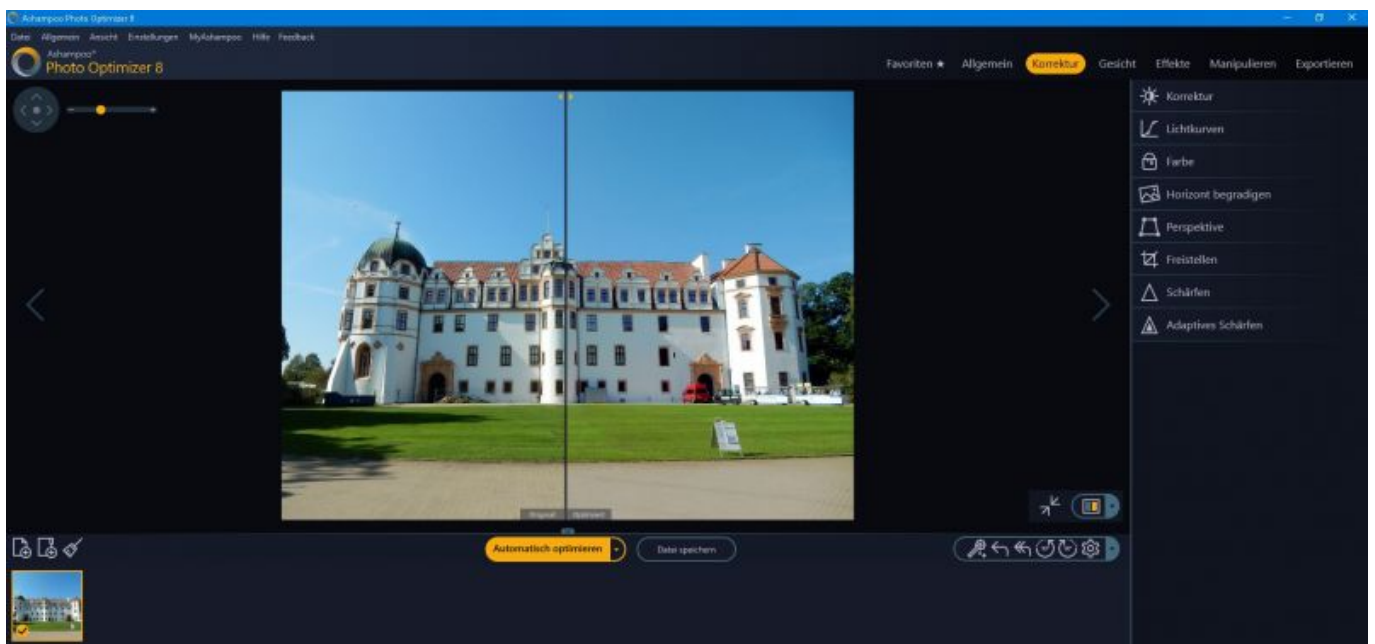 Ashampoo Photo Optimizer 8
Datei Allgemein Ansicht Einstellungen MyAshampoo Hilfe Feedback
Ashampoo®
Photo Optimizer 8
Favoriten ★ Allgemein Korrektur Gesicht Effekte Manipulieren Exportieren
Korrektur
Lichtkurven
Farbe
Horizont begradigen
Perspektive
Freistellen
Schärfen
Adaptives Schärfen
Original Optimiert
Automatisch optimieren
Datei speichern